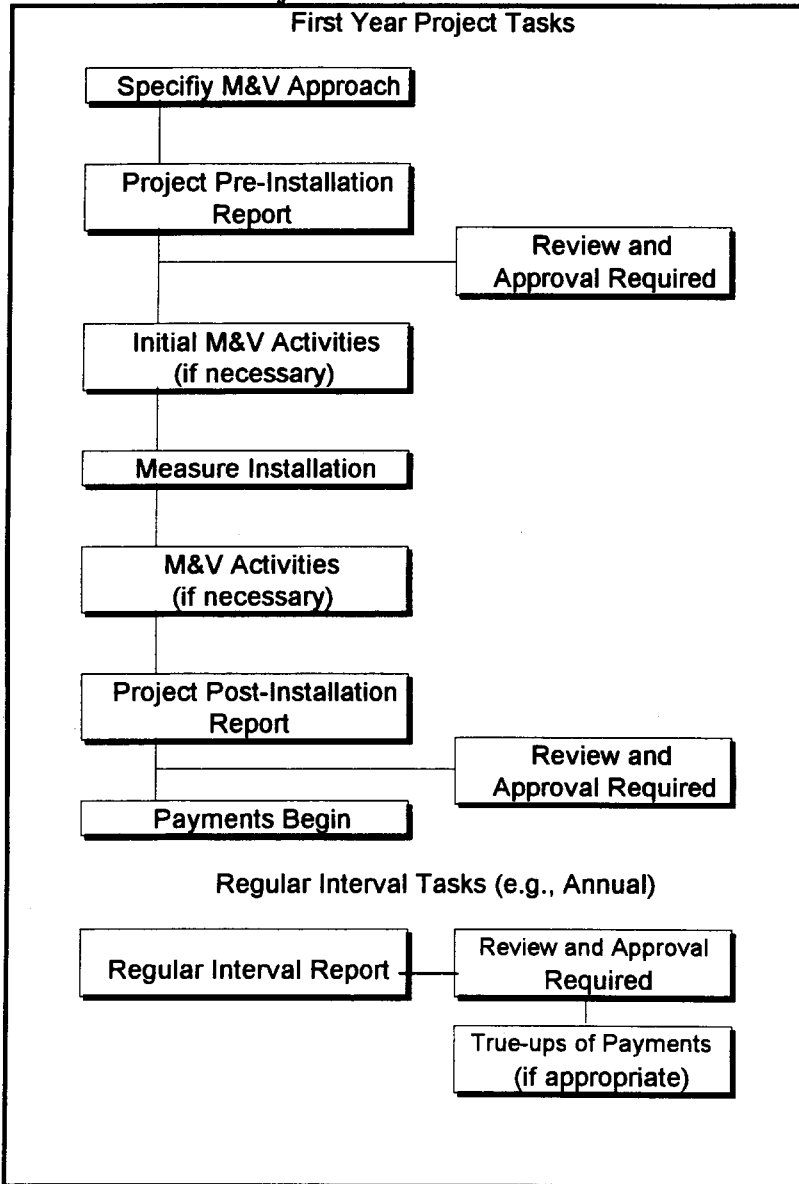 First Year Project Tasks
Specifiy M&V Approach
Project Pre-Installation
Report
Review and
Approval Required
Initial M&V Activities
(if necessary)
Measure Installation
M&V Activities
(if necessary)
Project Post-Installation
Report
Review and
Approval Required
Payments Begin
Regular Interval Tasks (e.g., Annual)
Regular Interval Report
Review and Approval
Required
True-ups of Payments
(if appropriate)